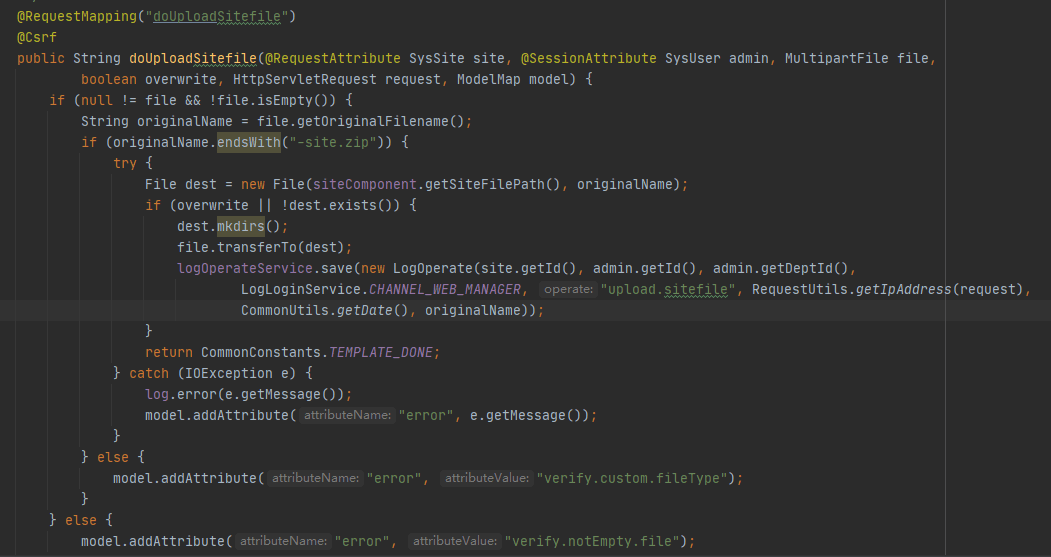 @RequestMapping("doUploadSitefile")
@Csrf
public String doUploadSitefile(@RequestAttribute SysSite site, @SessionAttribute SysUser admin, MultipartFile file,
boolean overwrite, HttpServletRequest request, ModelMap model) {
if (null != file && !file.isEmpty()) {
String originalName = file.getOriginalFilename();
if (originalName.endsWith("-site.zip")) {
try {
File dest = new File(siteComponent.getSiteFilePath(), originalName);
if (overwrite || !dest.exists()) {
dest.mkdirs();
file.transferTo(dest);
logOperateService.save(new LogOperate(site.getId(), admin.getId(), admin.getDeptId(),
LogLoginService.CHANNEL_WEB_MANAGER, operate: "upload.sitefile", RequestUtils.getIpAddress(request),
CommonUtils.getDate(), originalName));
}
return CommonConstants.TEMPLATE_DONE;
} catch (IOException e) {
log.error(e.getMessage());
model.addAttribute( attributeName: "error", e.getMessage());
}
} else {
model.addAttribute( attributeName: "error", attributeValue: "verify.custom.fileType");
}
} else {
model.addAttribute( attributeName: "error", attributeValue: "verify.notEmpty.file");